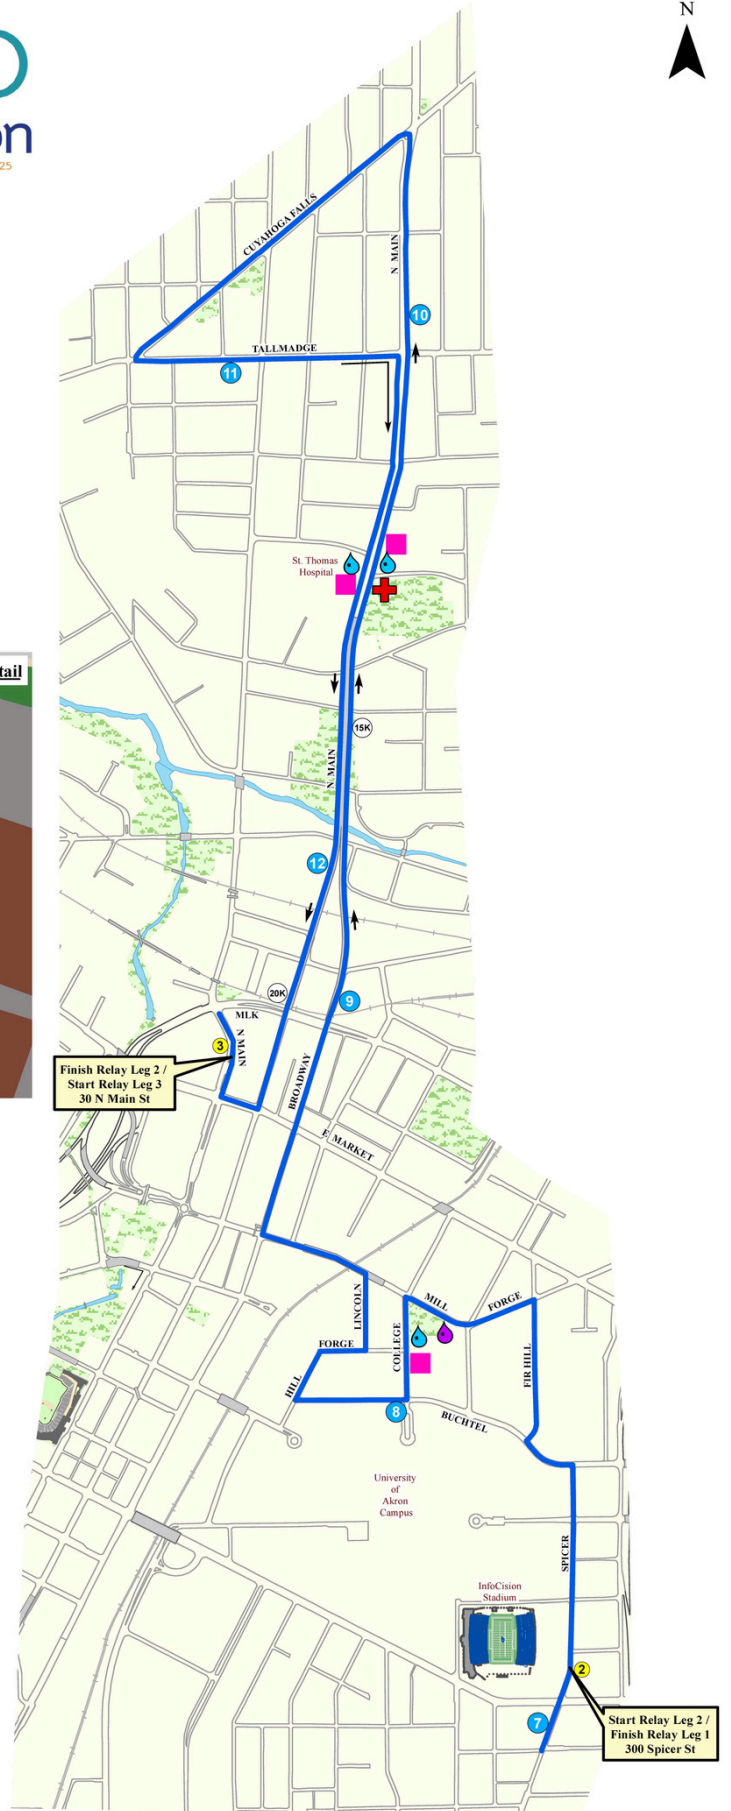 N
on
25
CUYAHOGA FALLS
N MAIN
10
TALLMADGE
11
St. Thomas
Hospital
tail
15K
N. MAIN
12
20K
9
MLK
3
N MAIN
Finish Relay Leg 2 /
Start Relay Leg 3
30 N Main St
BROADWAY
E MARKET
LINCOLN
MILL
FORGE
FORGE
COLLEGE
FIR HILL
HILL
8
BUCHTEL
University
of
Akron
Campus
SPICER
InfoCision
Stadium
2
7
Start Relay Leg 2 /
Finish Relay Leg 1
300 Spicer St